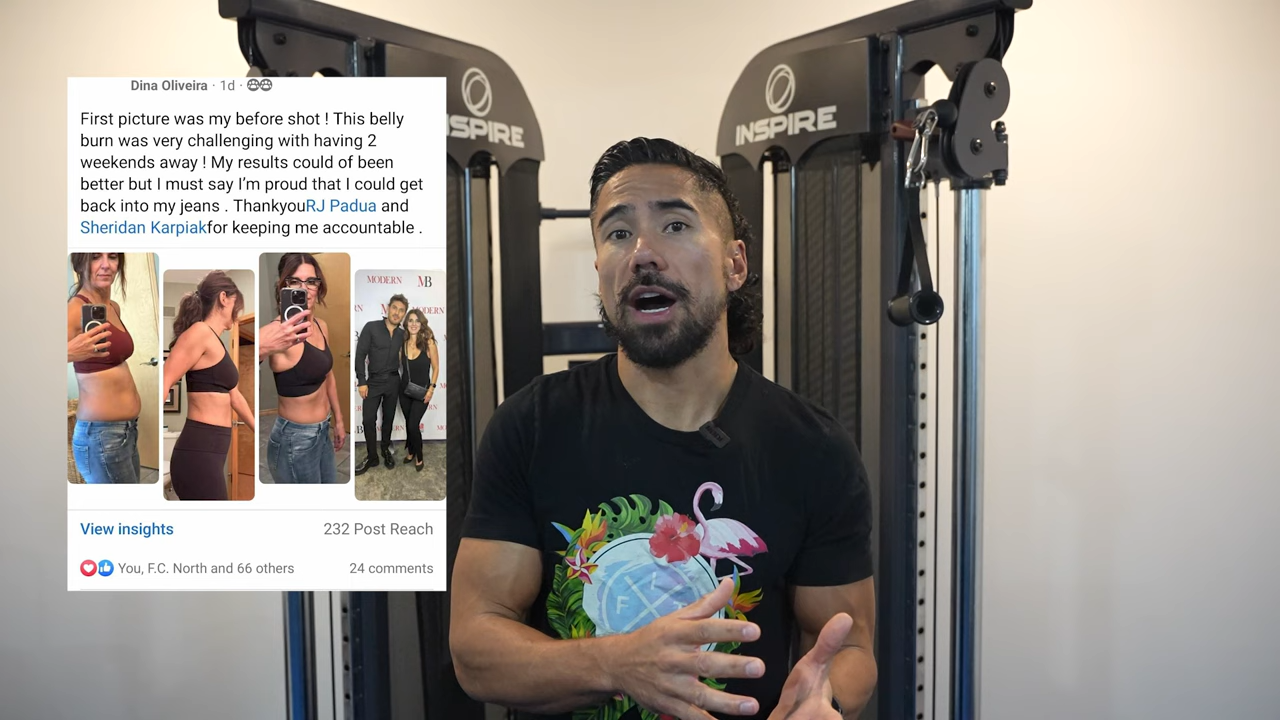 Dina Oliveira · 1d ·
First picture was my before shot ! This belly
burn was very challenging with having 2
weekends away ! My results could of been
better but I must say I'm proud that I could get
back into my jeans . ThankyouRJ Padua and
Sheridan Karpiakfor keeping me accountable .
MODERN MB
View insights
232 Post Reach
You, F.C. North and 66 others
24 comments
INSPIRE
INSPIRE
F L T